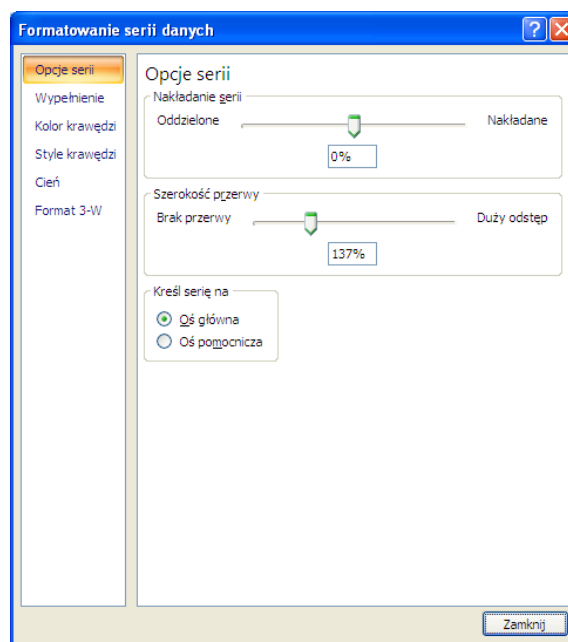 Formatowanie serii danych
Opcje serii
Wypełnienie
Kolor krawędzi
Style krawędzi
Cień
Format 3-W
Opcje serii
Nakładanie serii
Oddzielone Nakładane
0%
Szerokość przerwy
Brak przerwy Duży odstęp
137%
Kreśl serię na
Oś główna
Oś pomocnicza
Zamknij